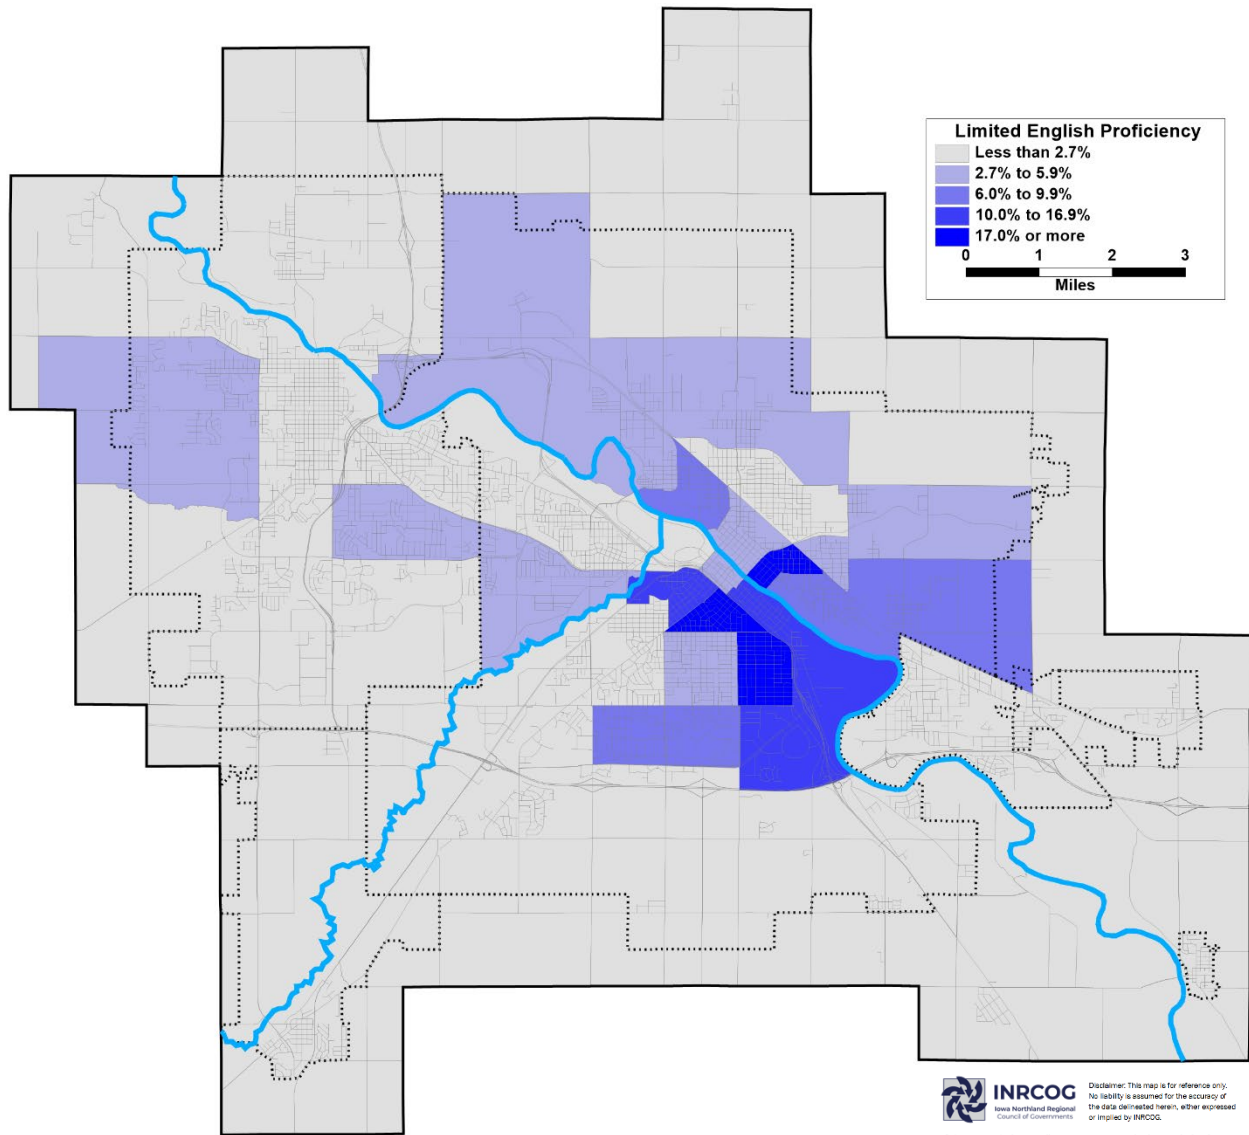 Limited English Proficiency
Less than 2.7%
2.7% to 5.9%
6.0% to 9.9%
10.0% to 16.9%
17.0% or more
0 1 2 3
Miles
INRCOG
Iowa Northland Regional
Council of Governments
Disclaimer: This map is for reference only.
No liability is assumed for the accuracy of
the data delineated herein, either expressed
or implied by INRCOG.